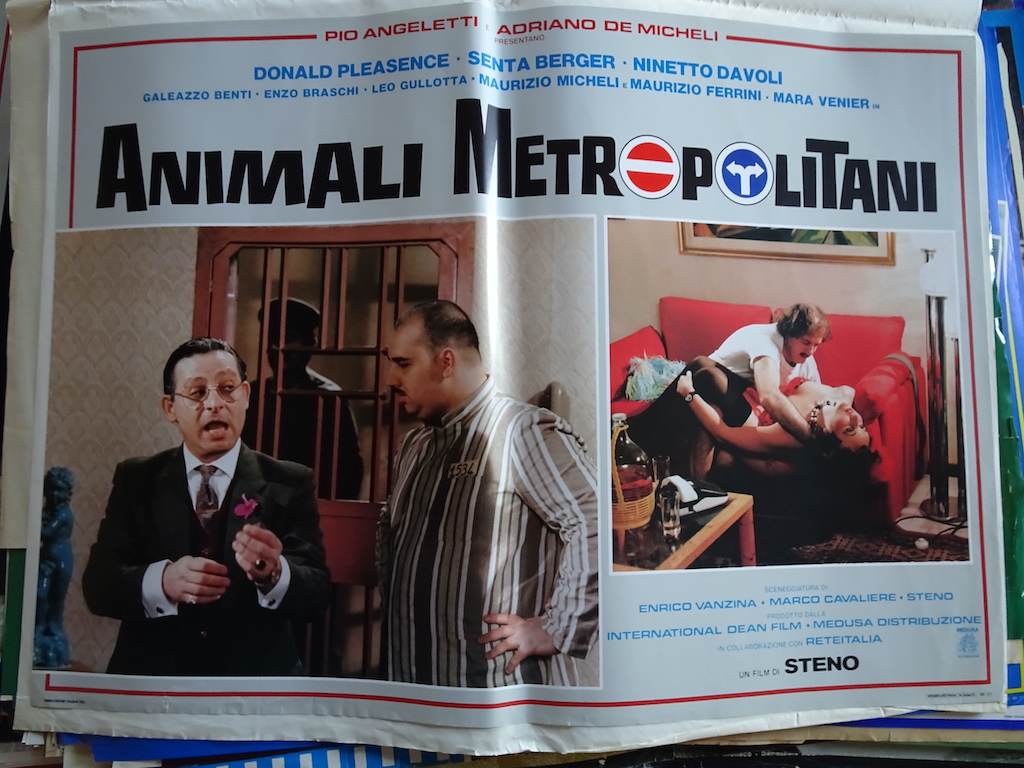 PIO ANGELETTI E ADRIANO DE MICHELI
PRESENTANO
DONALD PLEASENCE · SENTA BERGER · NINETTO DAVOLI
GALEAZZO BENTI · ENZO BRASCHI · LEO GULLOTTA · MAURIZIO MICHELI E MAURIZIO FERRINI · MARA VENIER IN
ANIMALI METROPOLITANI
1534
SCENEGGIATURA DI
ENRICO VANZINA · MARCO CAVALIERE · STENO
PRODOTTO DALLA
INTERNATIONAL DEAN FILM · MEDUSA DISTRIBUZIONE
IN COLLABORAZIONE CON RETEITALIA
MEDUSA
UN FILM DI STENO